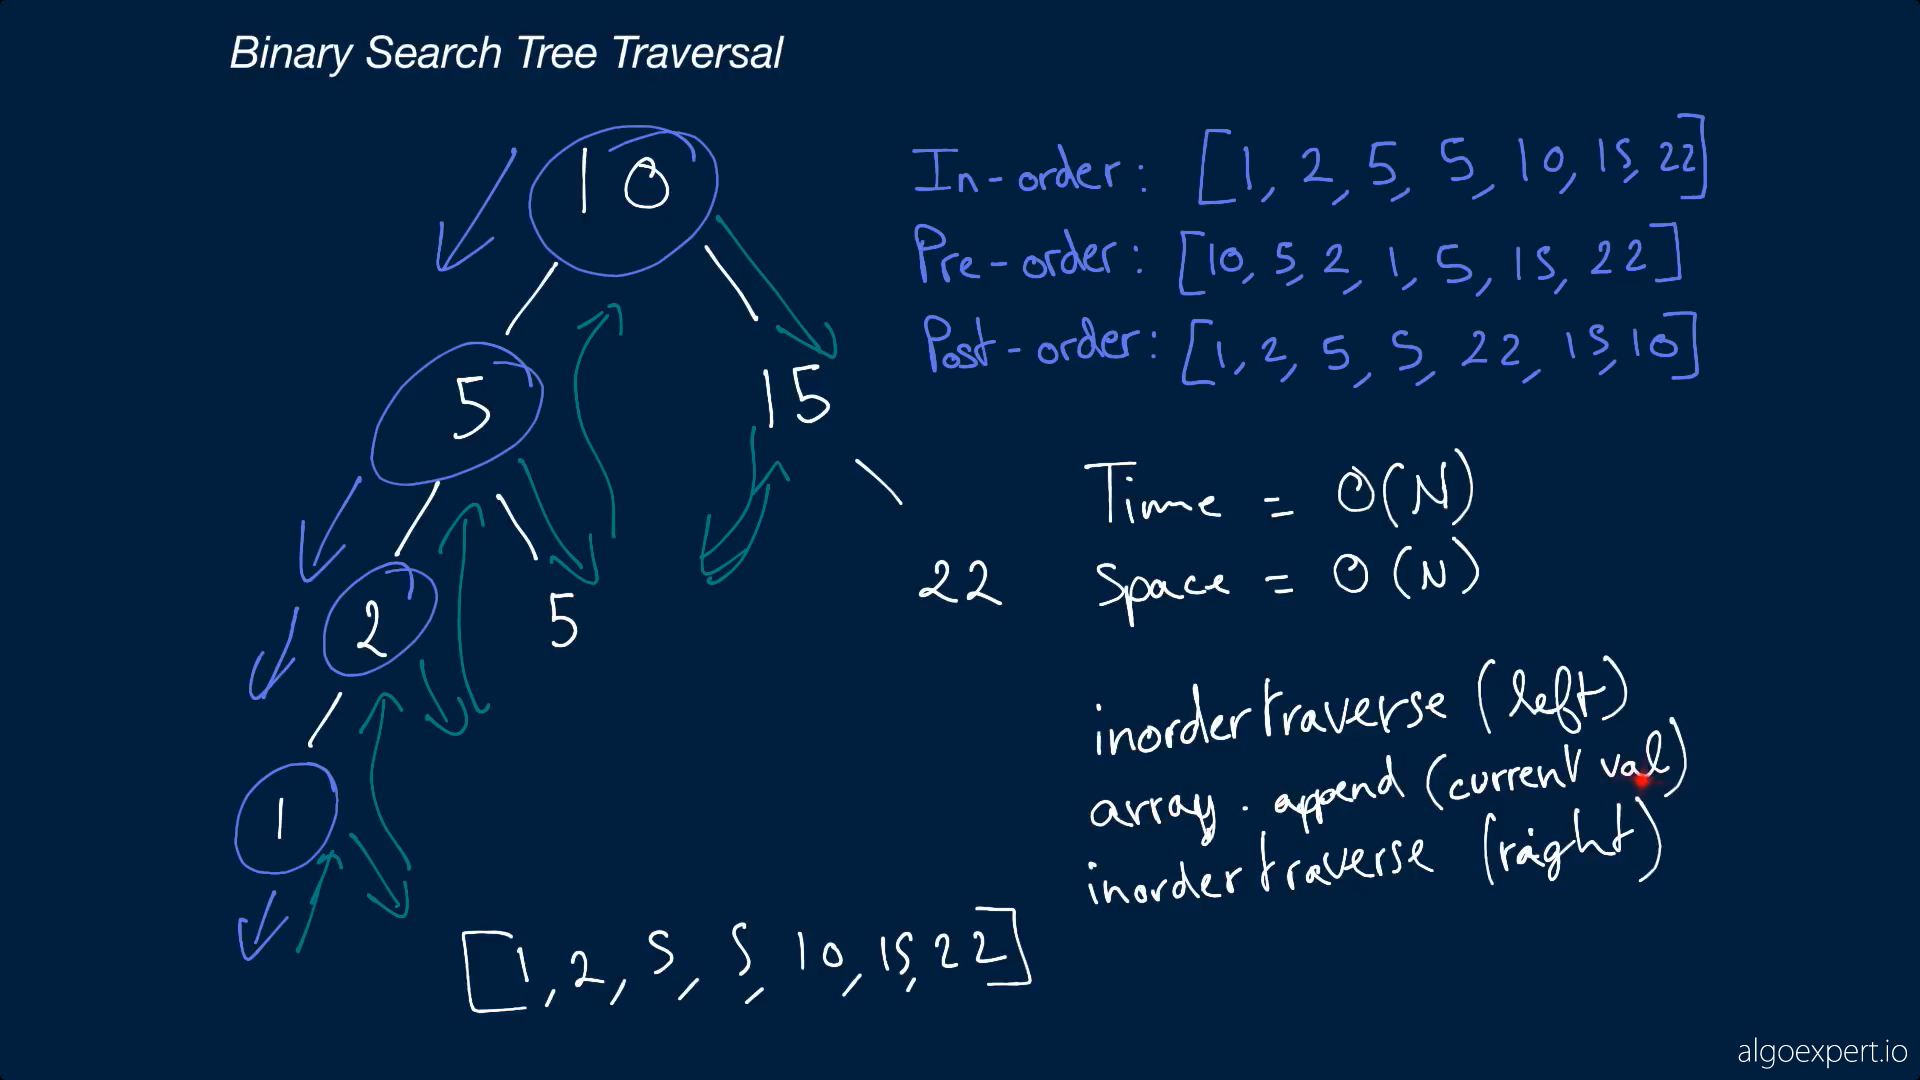 Binary Search Tree Traversal
10
5 15
2 5 22
1
In-order: [1, 2, 5, 5, 10, 15, 22]
Pre-order: [10, 5, 2, 1, 5, 15, 22]
Post-order: [1, 2, 5, 5, 22, 15, 10]
Time = O(N)
Space = O(N)
inordertraverse (left)
array.append (current val)
inordertraverse (right)
[1, 2, 5, 5, 10, 15, 22]
algoexpert.io